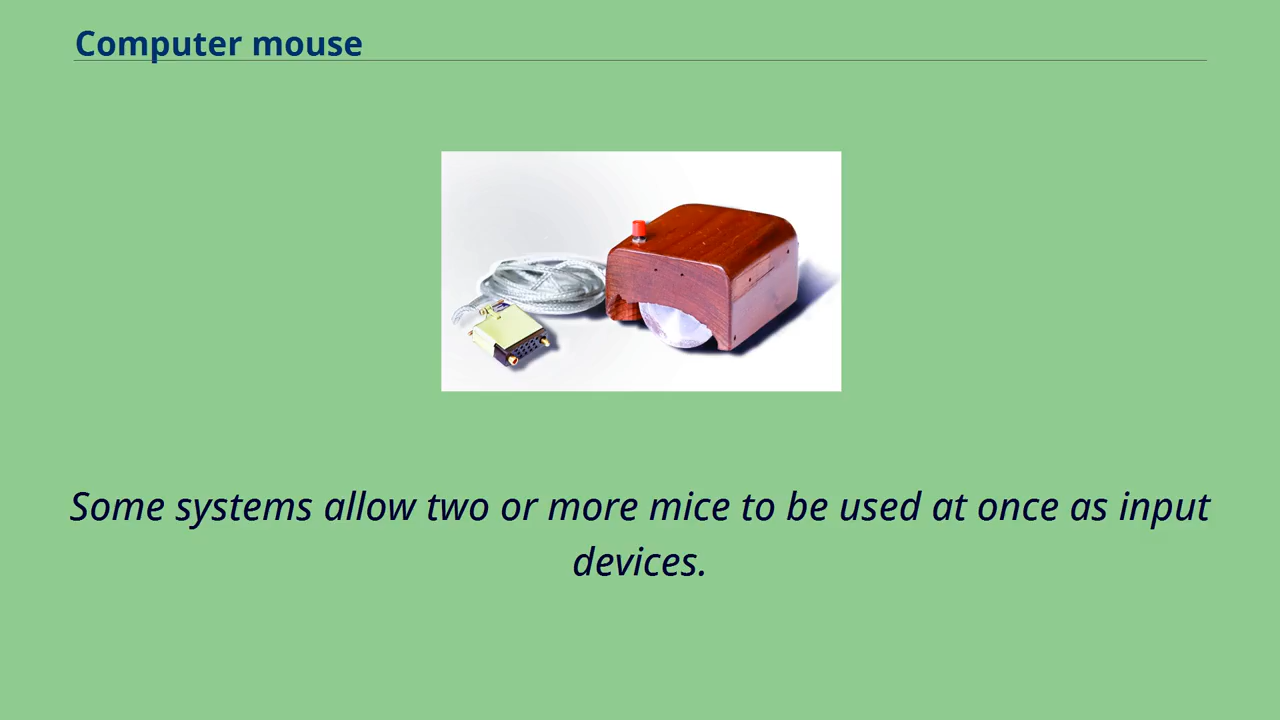 Computer mouse
Some systems allow two or more mice to be used at once as input
devices.